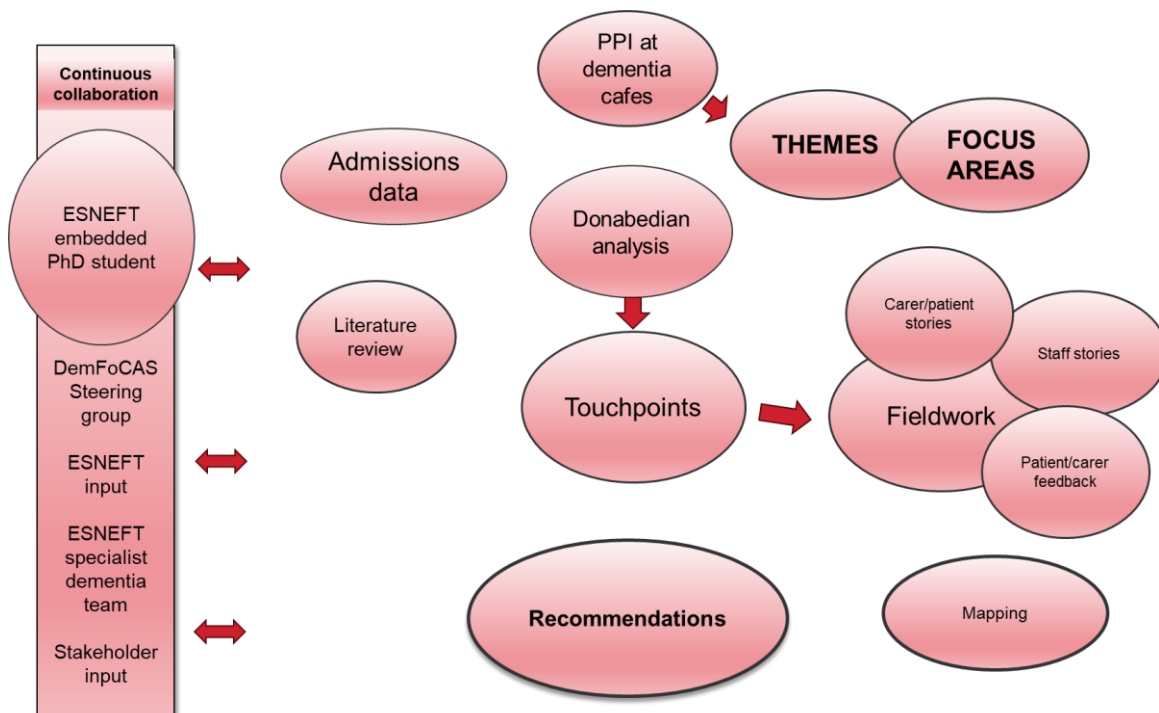 Continuous
collaboration
ESNEFT
embedded
PhD student
DemFoCAS
Steering
group
ESNEFT
input
ESNEFT
specialist
dementia
team
Stakeholder
input
Admissions
data
Literature
review
PPI at
dementia
cafes
THEMES
FOCUS
AREAS
Donabedian
analysis
Touchpoints
Carer/patient
stories
Staff stories
Fieldwork
Patient/carer
feedback
Recommendations
Mapping